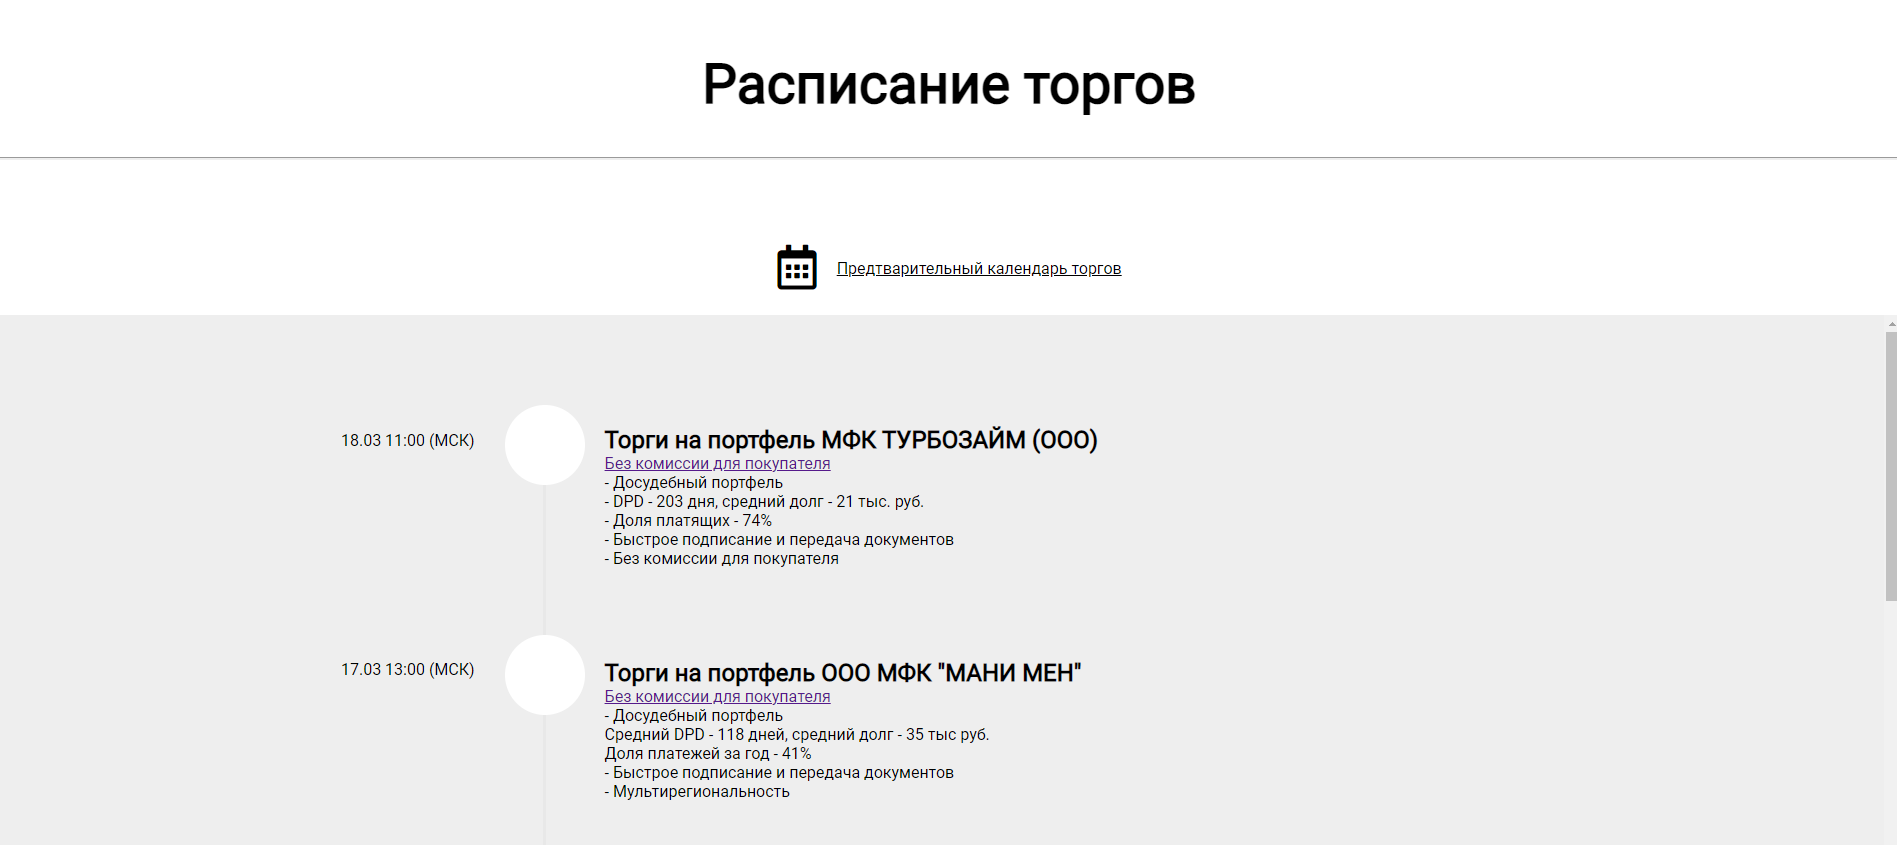 Расписание торгов
Предтварительный календарь торгов
18.03 11:00 (МСК)
Торги на портфель МФК ТУРБОЗАЙМ (ООО)
Без комиссии для покупателя
- Досудебный портфель
- DPD - 203 дня, средний долг - 21 тыс. руб.
- Доля платящих - 74%
- Быстрое подписание и передача документов
- Без комиссии для покупателя
17.03 13:00 (МСК)
Торги на портфель ООО МФК "МАНИ МЕН"
Без комиссии для покупателя
- Досудебный портфель
Средний DPD - 118 дней, средний долг - 35 тыс руб.
Доля платежей за год - 41%
- Быстрое подписание и передача документов
- Мультирегиональность